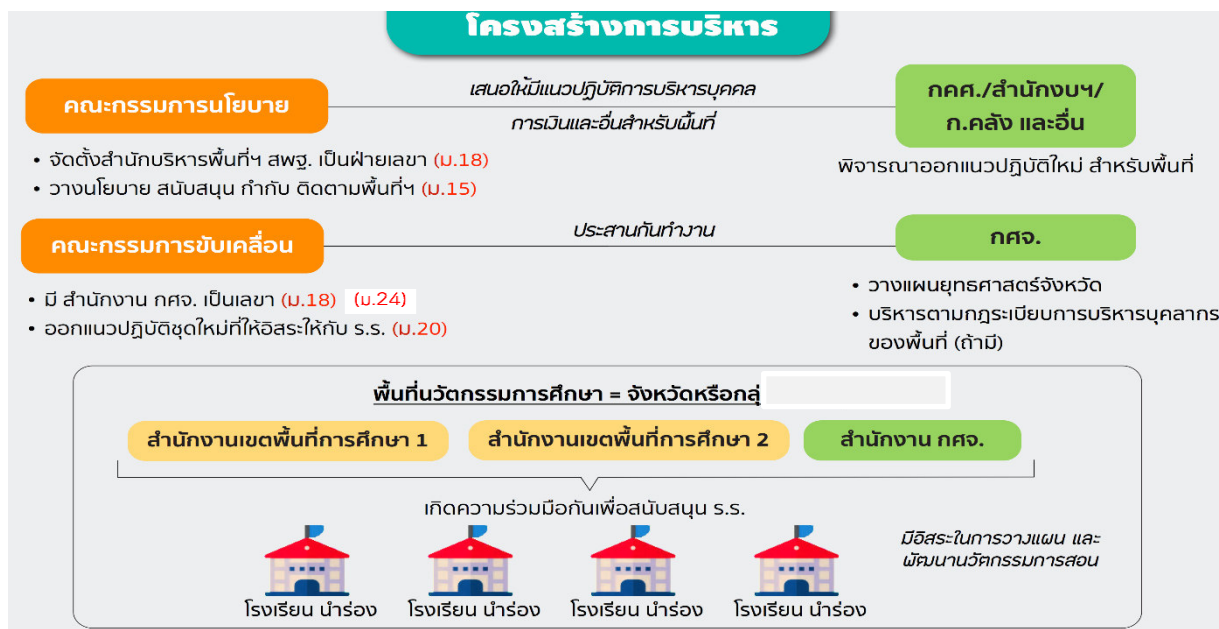 โครงสร้างการบริหาร
คณะกรรมการนโยบาย
เสนอให้มีแนวปฏิบัติการบริหารบุคคล
การเงินและอื่นสำหรับพื้นที่
กคศ./สำนักงบฯ/
ก.คลัง และอื่น
• จัดตั้งสำนักบริหารพื้นที่ฯ สพฐ. เป็นฝ่ายเลขา (ม.18)
• วางนโยบาย สนับสนุน กำกับ ติดตามพื้นที่ฯ (ม.15)
พิจารณาออกแนวปฏิบัติใหม่ สำหรับพื้นที่
คณะกรรมการขับเคลื่อน
ประสานกันทำงาน
กศจ.
• มี สำนักงาน กศจ. เป็นเลขา (ม.18) (ม.24)
• ออกแนวปฏิบัติชุดใหม่ที่ให้อิสระให้กับ ร.ร. (ม.20)
• วางแผนยุทธศาสตร์จังหวัด
• บริหารตามกฎระเบียบการบริหารบุคลากร
ของพื้นที่ (ถ้ามี)
พื้นที่นวัตกรรมการศึกษา = จังหวัดหรือกลุ่
สำนักงานเขตพื้นที่การศึกษา 1
สำนักงานเขตพื้นที่การศึกษา 2
สำนักงาน กศจ.
เกิดความร่วมมือกันเพื่อสนับสนุน ร.ร.
มีอิสระในการวางแผน และ
พัฒนานวัตกรรมการสอน
โรงเรียน นำร่อง
โรงเรียน นำร่อง
โรงเรียน นำร่อง
โรงเรียน นำร่อง